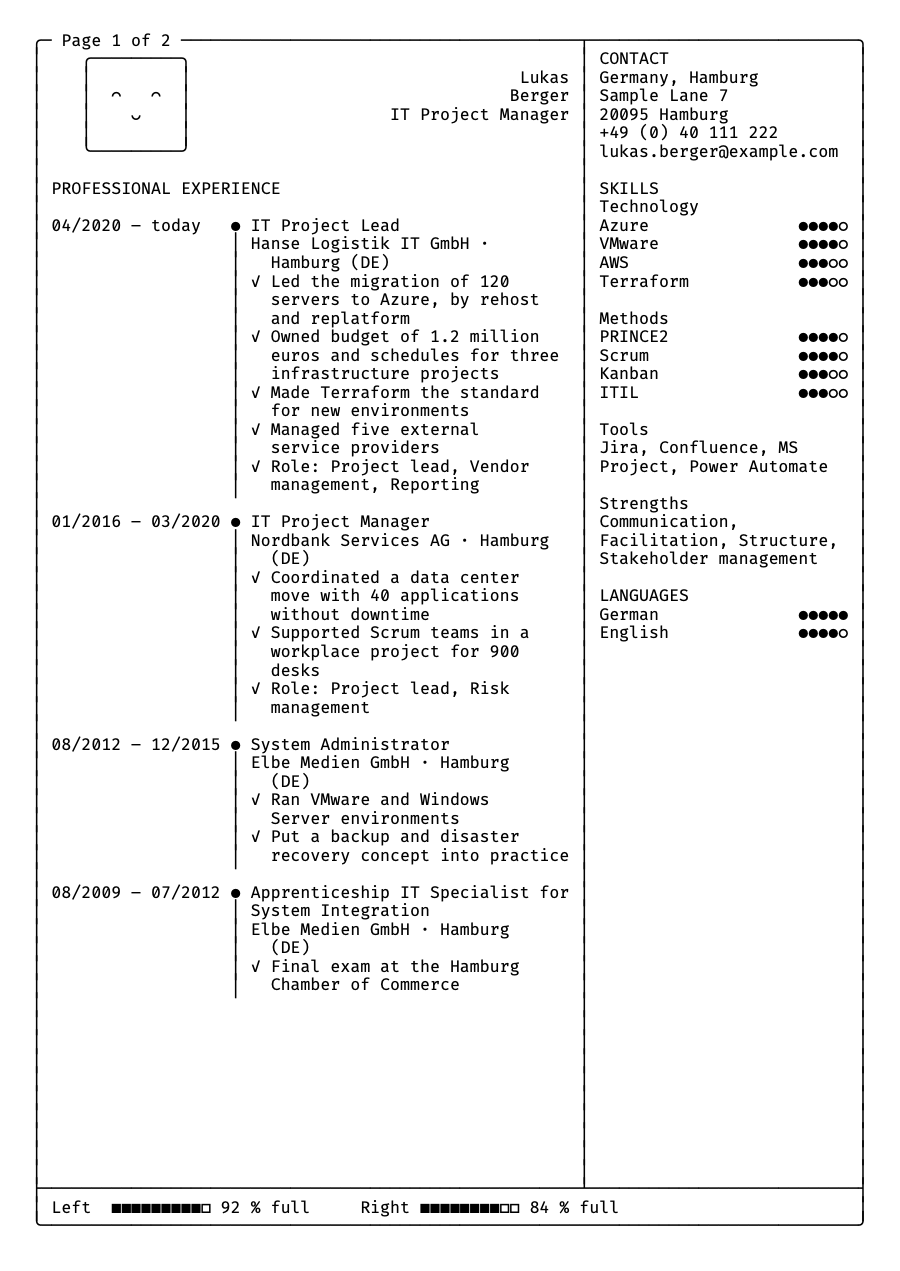 Page 1 of 2
Lukas
Berger
IT Project Manager
PROFESSIONAL EXPERIENCE
04/2020 – today ● IT Project Lead
Hanse Logistik IT GmbH ·
Hamburg (DE)
√ Led the migration of 120
servers to Azure, by rehost
and replatform
√ Owned budget of 1.2 million
euros and schedules for three
infrastructure projects
√ Made Terraform the standard
for new environments
√ Managed five external
service providers
√ Role: Project lead, Vendor
management, Reporting
01/2016 – 03/2020 ● IT Project Manager
Nordbank Services AG · Hamburg
(DE)
√ Coordinated a data center
move with 40 applications
without downtime
√ Supported Scrum teams in a
workplace project for 900
desks
√ Role: Project lead, Risk
management
08/2012 – 12/2015 ● System Administrator
Elbe Medien GmbH · Hamburg
(DE)
√ Ran VMware and Windows
Server environments
√ Put a backup and disaster
recovery concept into practice
08/2009 – 07/2012 ● Apprenticeship IT Specialist for
System Integration
Elbe Medien GmbH · Hamburg
(DE)
√ Final exam at the Hamburg
Chamber of Commerce
CONTACT
Germany, Hamburg
Sample Lane 7
20095 Hamburg
+49 (0) 40 111 222
lukas.berger@example.com
SKILLS
Technology
Azure ●●●●○
VMware ●●●●○
AWS ●●●○○
Terraform ●●●○○
Methods
PRINCE2 ●●●●○
Scrum ●●●●○
Kanban ●●●○○
ITIL ●●●○○
Tools
Jira, Confluence, MS
Project, Power Automate
Strengths
Communication,
Facilitation, Structure,
Stakeholder management
LANGUAGES
German ●●●●●
English ●●●●○
Left ■■■■■■■■■□ 92 % full Right ■■■■■■■■□□ 84 % full